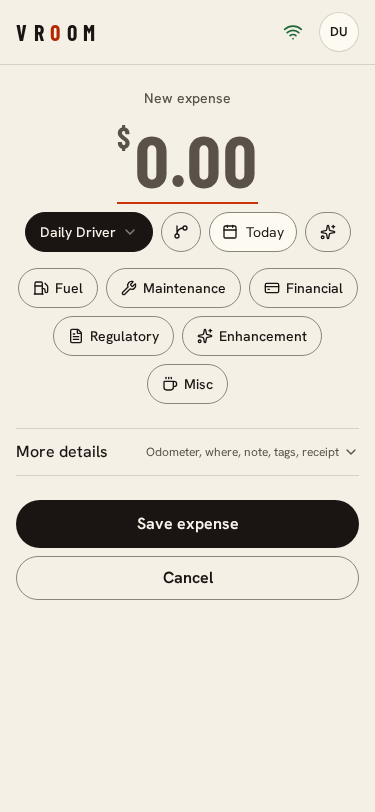 VROOM
DU
New expense
$0.00
Daily Driver
Today
Fuel
Maintenance
Financial
Regulatory
Enhancement
Misc
More details
Odometer, where, note, tags, receipt
Save expense
Cancel